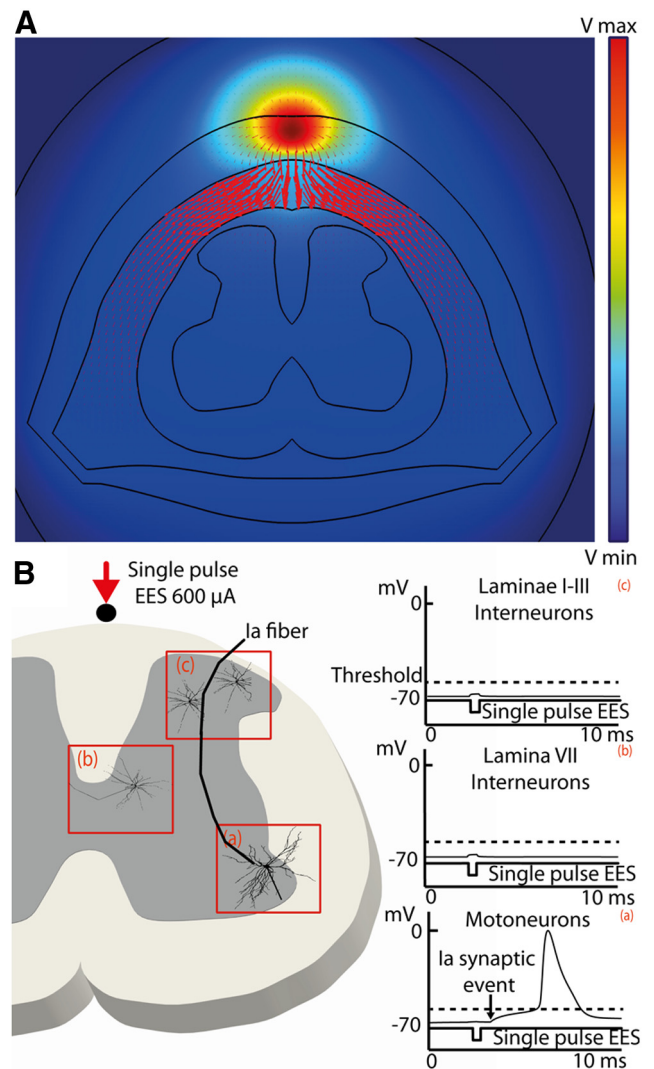 A
V max
V min
B
Single pulse
EES 600 µA
Ia fiber
(c)
(b)
(a)
mV
Laminae I-III
Interneurons
(c)
0
Threshold
-70
Single pulse EES
0
10 ms
mV
Lamina VII
Interneurons
(b)
0
-70
Single pulse EES
0
10 ms
mV
Motoneurons
(a)
0
Ia synaptic
event
-70
Single pulse EES
0
10 ms